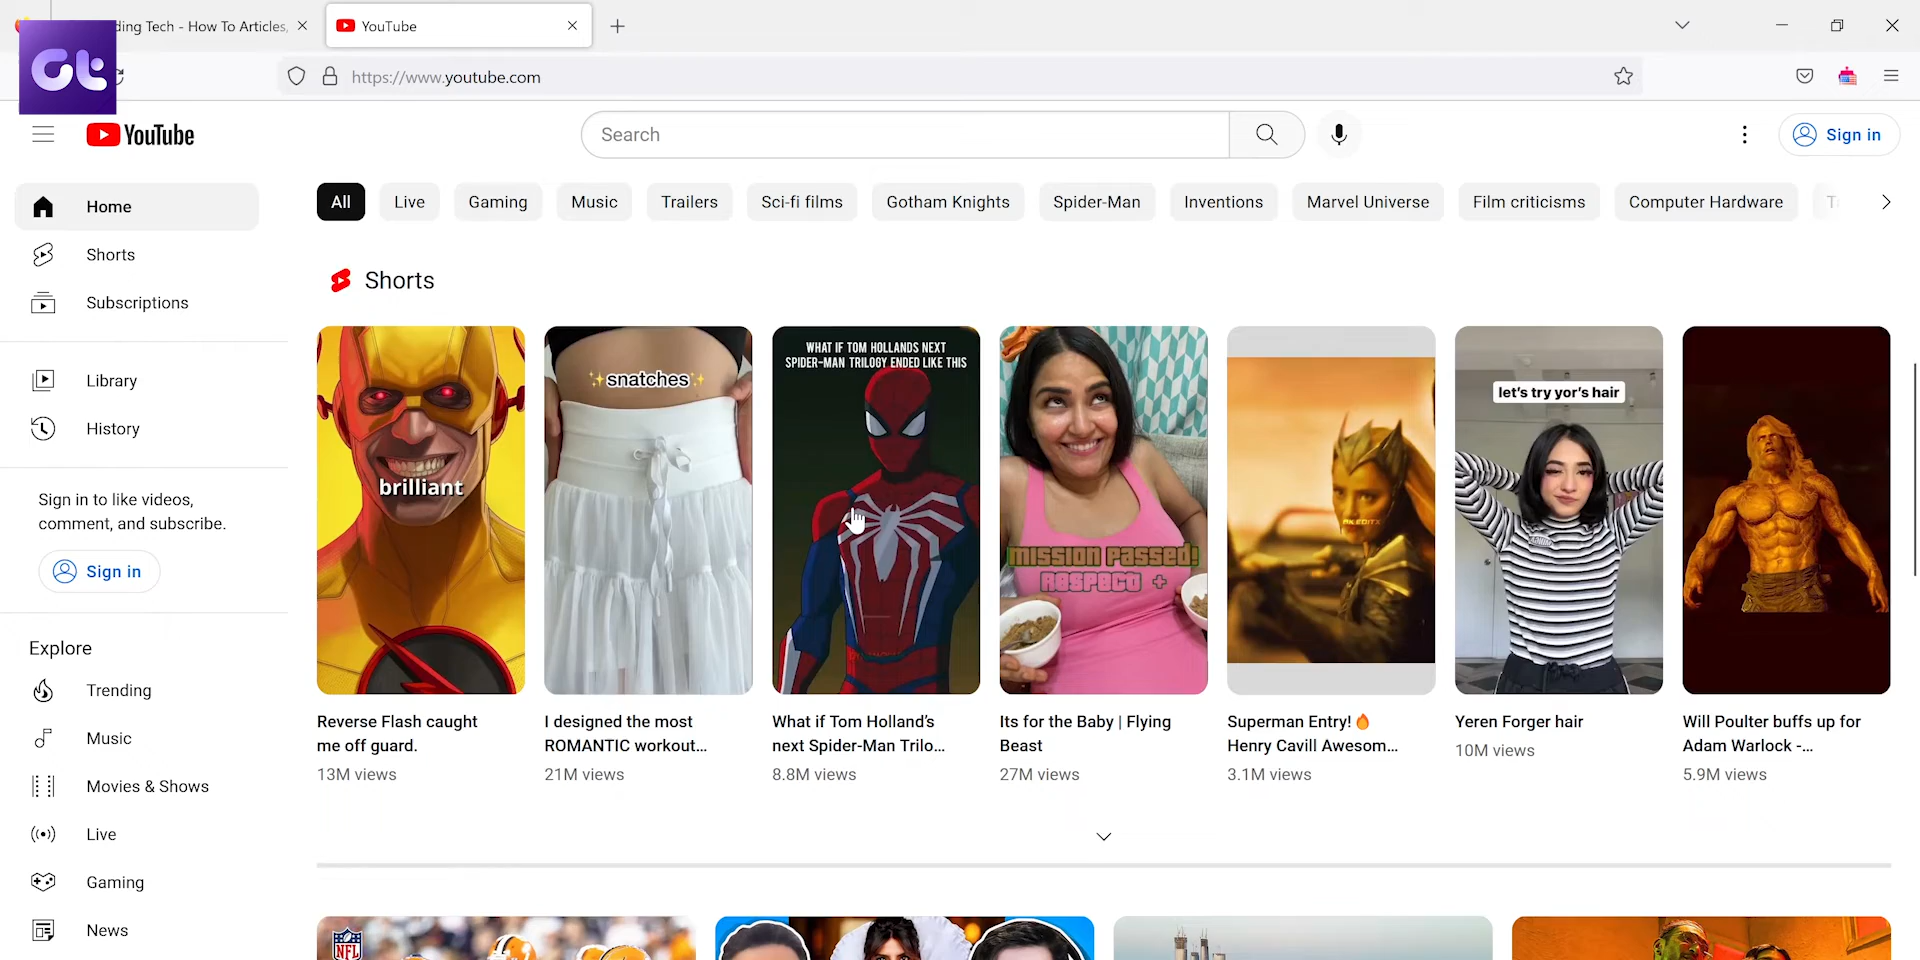 ding Tech - How To Articles,
YouTube
https://www.youtube.com
Gt
YouTube
Search
Sign in
Home
Shorts
Subscriptions
Library
History
Sign in to like videos,
comment, and subscribe.
Sign in
Explore
Trending
Music
Movies & Shows
Live
Gaming
News
All
Live
Gaming
Music
Trailers
Sci-fi films
Gotham Knights
Spider-Man
Inventions
Marvel Universe
Film criticisms
Computer Hardware
Shorts
brilliant
Reverse Flash caught
me off guard.
13M views
✨snatches✨
I designed the most
ROMANTIC workout...
21M views
WHAT IF TOM HOLLANDS NEXT
SPIDER-MAN TRILOGY ENDED LIKE THIS
What if Tom Holland's
next Spider-Man Trilo...
8.8M views
MISSION PASSED!
RESPECT +
Its for the Baby | Flying
Beast
27M views
RK EDITX
Superman Entry!🔥
Henry Cavill Awesom...
3.1M views
let's try yor's hair
Yeren Forger hair
10M views
Will Poulter buffs up for
Adam Warlock -...
5.9M views
NFL